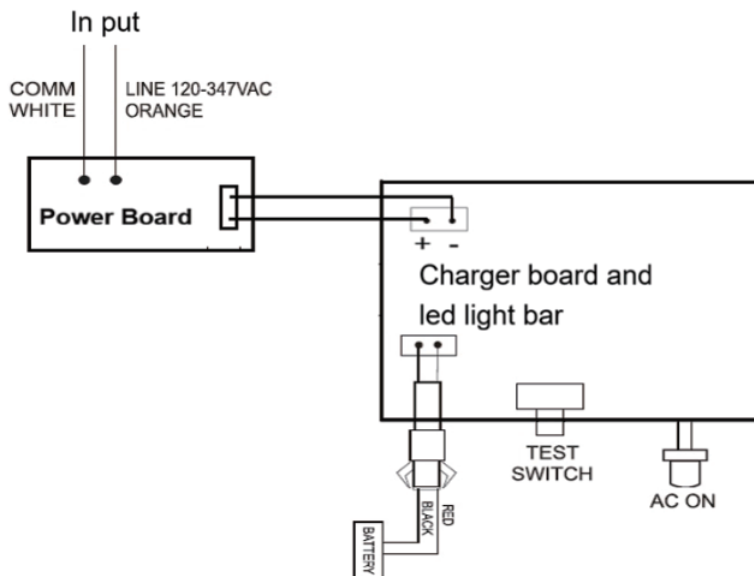 In put
COMM
WHITE
LINE 120-347VAC
ORANGE
Power Board
+ -
Charger board and
led light bar
TEST
SWITCH
AC ON
RED
BLACK
BATTERY